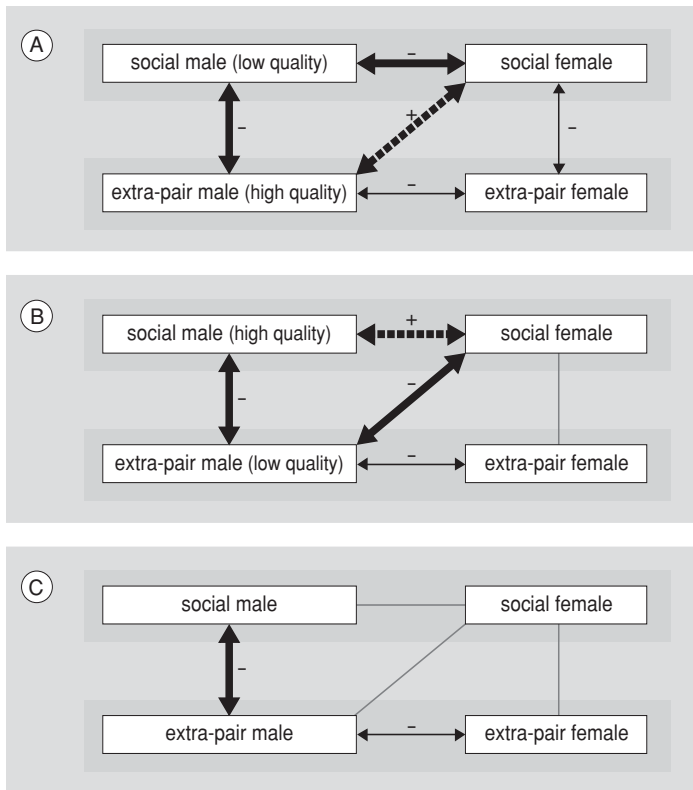 A
social male (low quality)
–
social female
–
+
–
extra-pair male (high quality)
–
extra-pair female
B
social male (high quality)
+
social female
–
–
extra-pair male (low quality)
–
extra-pair female
C
social male
social female
–
extra-pair male
–
extra-pair female